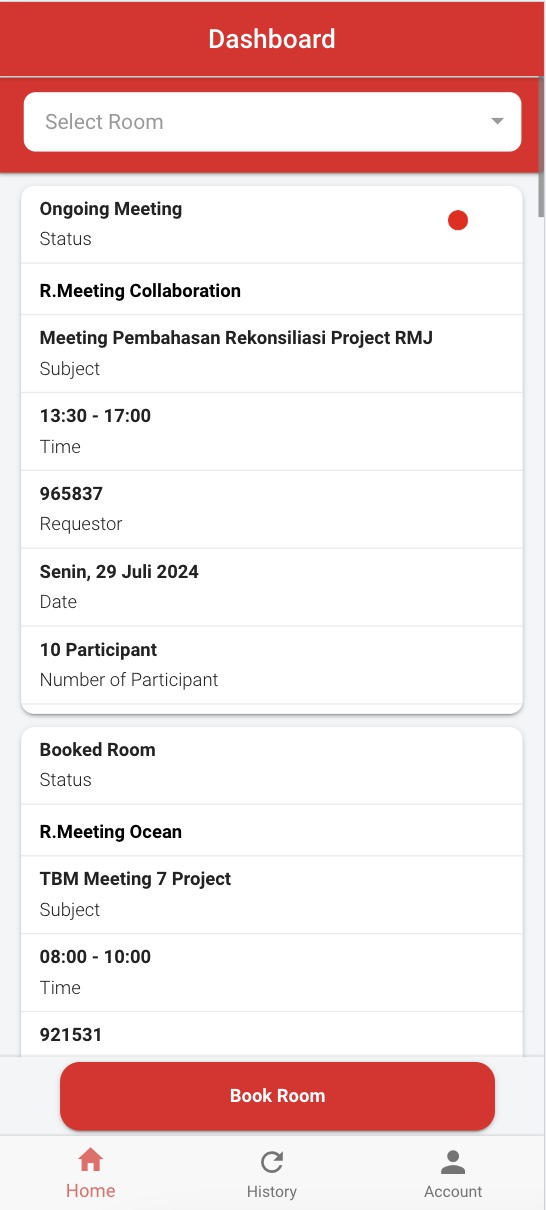 Dashboard
Select Room
Ongoing Meeting
Status
R.Meeting Collaboration
Meeting Pembahasan Rekonsiliasi Project RMJ
Subject
13:30 - 17:00
Time
965837
Requestor
Senin, 29 Juli 2024
Date
10 Participant
Number of Participant
Booked Room
Status
R.Meeting Ocean
TBM Meeting 7 Project
Subject
08:00 - 10:00
Time
921531
Book Room
Home
History
Account